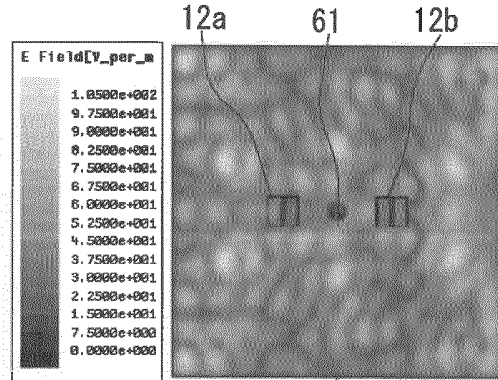 12a 61 12b
E Field[V_per_m
1.0500e+002
9.7500e+001
9.0000e+001
8.2500e+001
7.5000e+001
6.7500e+001
6.0000e+001
5.2500e+001
4.5000e+001
3.7500e+001
3.0000e+001
2.2500e+001
1.5000e+001
7.5000e+000
0.0000e+000